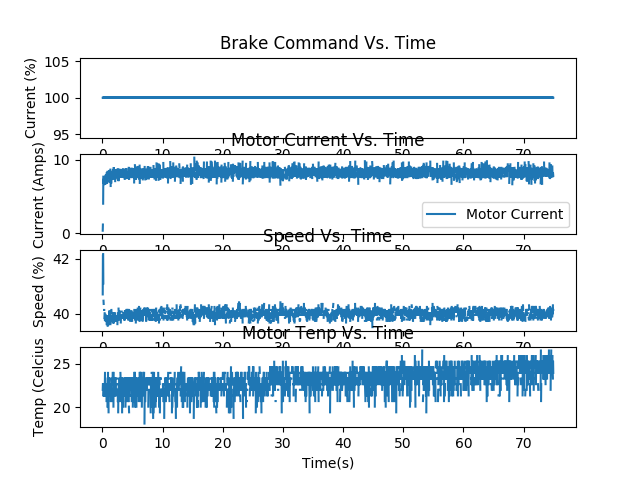 Brake Command Vs. Time
Current (%)
105
100
95
0 10 20 30 40 50 60 70
Motor Current Vs. Time
Current (Amps)
10
0
Motor Current
0 10 20 30 40 50 60 70
Speed Vs. Time
Speed (%)
42
40
0 10 20 30 40 50 60 70
Motor Tenp Vs. Time
Temp (Celcius
25
20
0 10 20 30 40 50 60 70
Time(s)